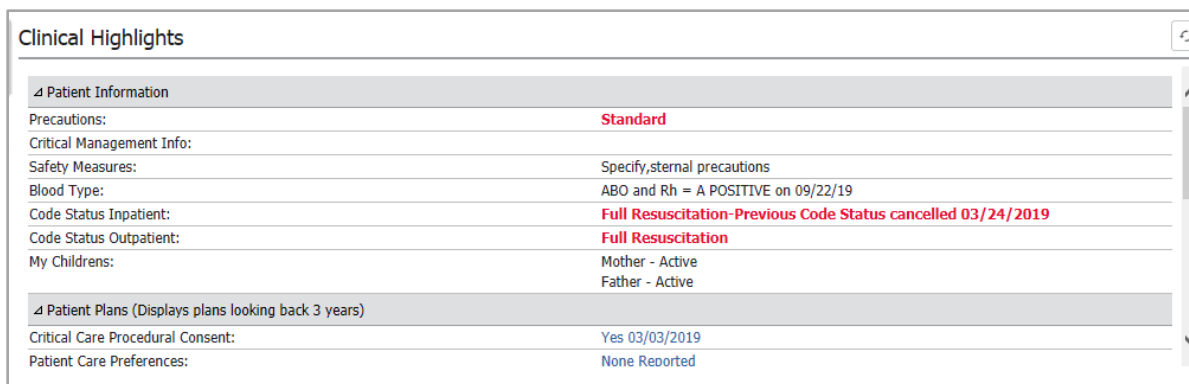 Clinical Highlights
⊿ Patient Information
Precautions: Standard
Critical Management Info:
Safety Measures: Specify,sternal precautions
Blood Type: ABO and Rh = A POSITIVE on 09/22/19
Code Status Inpatient: Full Resuscitation-Previous Code Status cancelled 03/24/2019
Code Status Outpatient: Full Resuscitation
My Childrens: Mother - Active
Father - Active
⊿ Patient Plans (Displays plans looking back 3 years)
Critical Care Procedural Consent: Yes 03/03/2019
Patient Care Preferences: None Reported